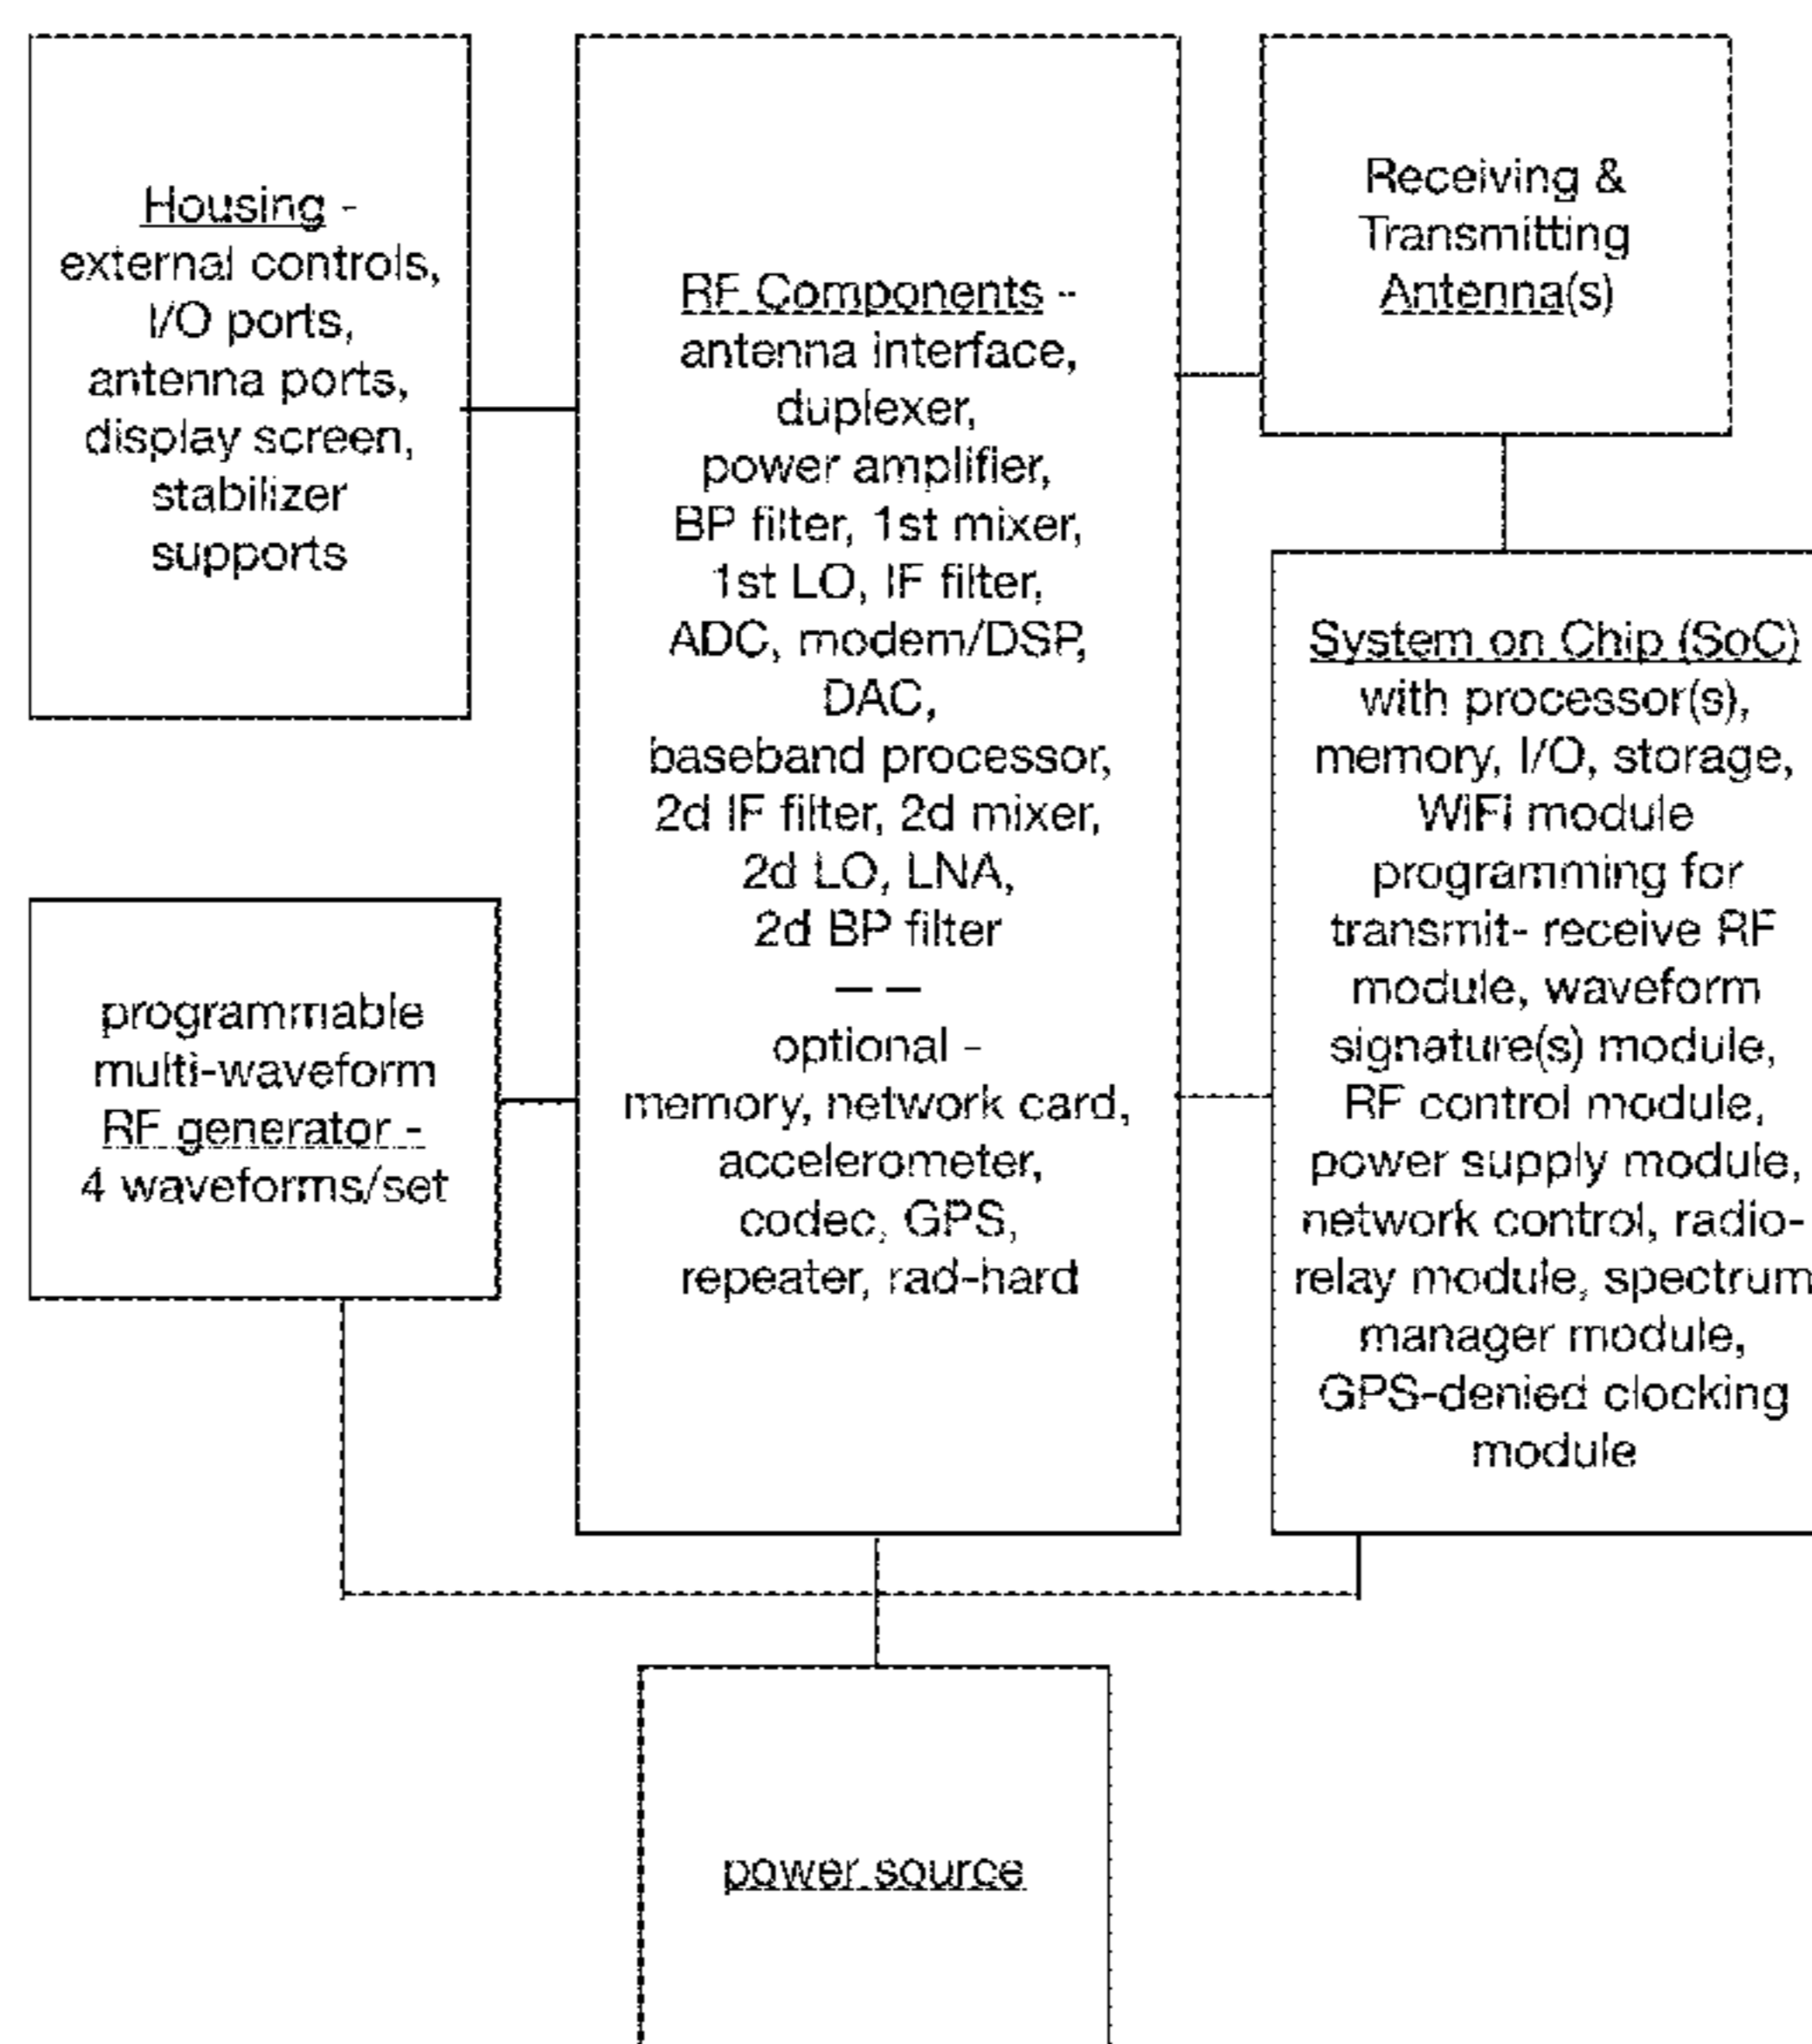 Housing -
external controls,
I/O ports,
antenna ports,
display screen,
stabilizer
supports
programmable
multi-waveform
RF generator -
4 waveforms/set
RF Components -
antenna interface,
duplexer,
power amplifier,
BP filter, 1st mixer,
1st LO, IF filter,
ADC, modem/DSP,
DAC,
baseband processor,
2d IF filter, 2d mixer,
2d LO, LNA,
2d BP filter
— —
optional -
memory, network card,
accelerometer,
codec, GPS,
repeater, rad-hard
Receiving &
Transmitting
Antenna(s)
System on Chip (SoC)
with processor(s),
memory, I/O, storage,
WiFi module
programming for
transmit- receive RF
module, waveform
signature(s) module,
RF control module,
power supply module,
network control, radio-
relay module, spectrum
manager module,
GPS-denied clocking
module
power source